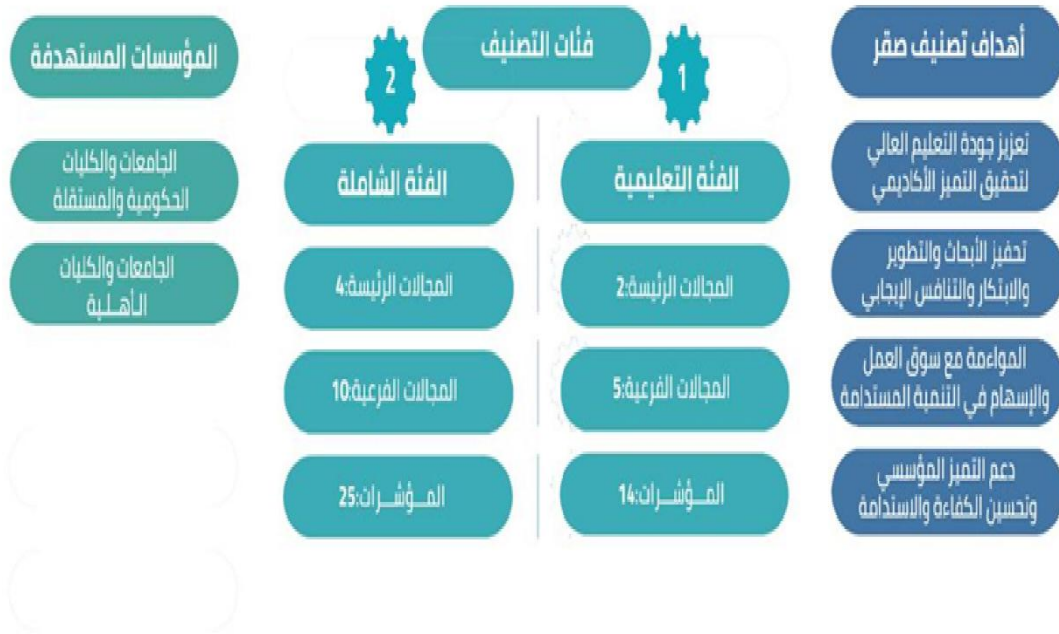 أهداف تصنيف صقر
تعزيز جودة التعليم العالي
لتحقيق التميز الأكاديمي
تحفيز الأبحاث والتطوير
والابتكار والتنافس الإيجابي
المواءمة مع سوق العمل
والإسهام في التنمية المستدامة
دعم التميز المؤسسي
وتحسين الكفاءة والاستدامة
فئات التصنيف
1
الفئة التعليمية
المجالات الرئيسة:2
المجالات الفرعية:5
المـــؤشـــرات:14
2
الفئة الشاملة
المجالات الرئيسة:4
المجالات الفرعية:10
المـــؤشـــرات:25
المؤسسات المستهدفة
الجامعات والكليات
الحكومية والمستقلة
الجامعات والكليات
الأهـلـيـة